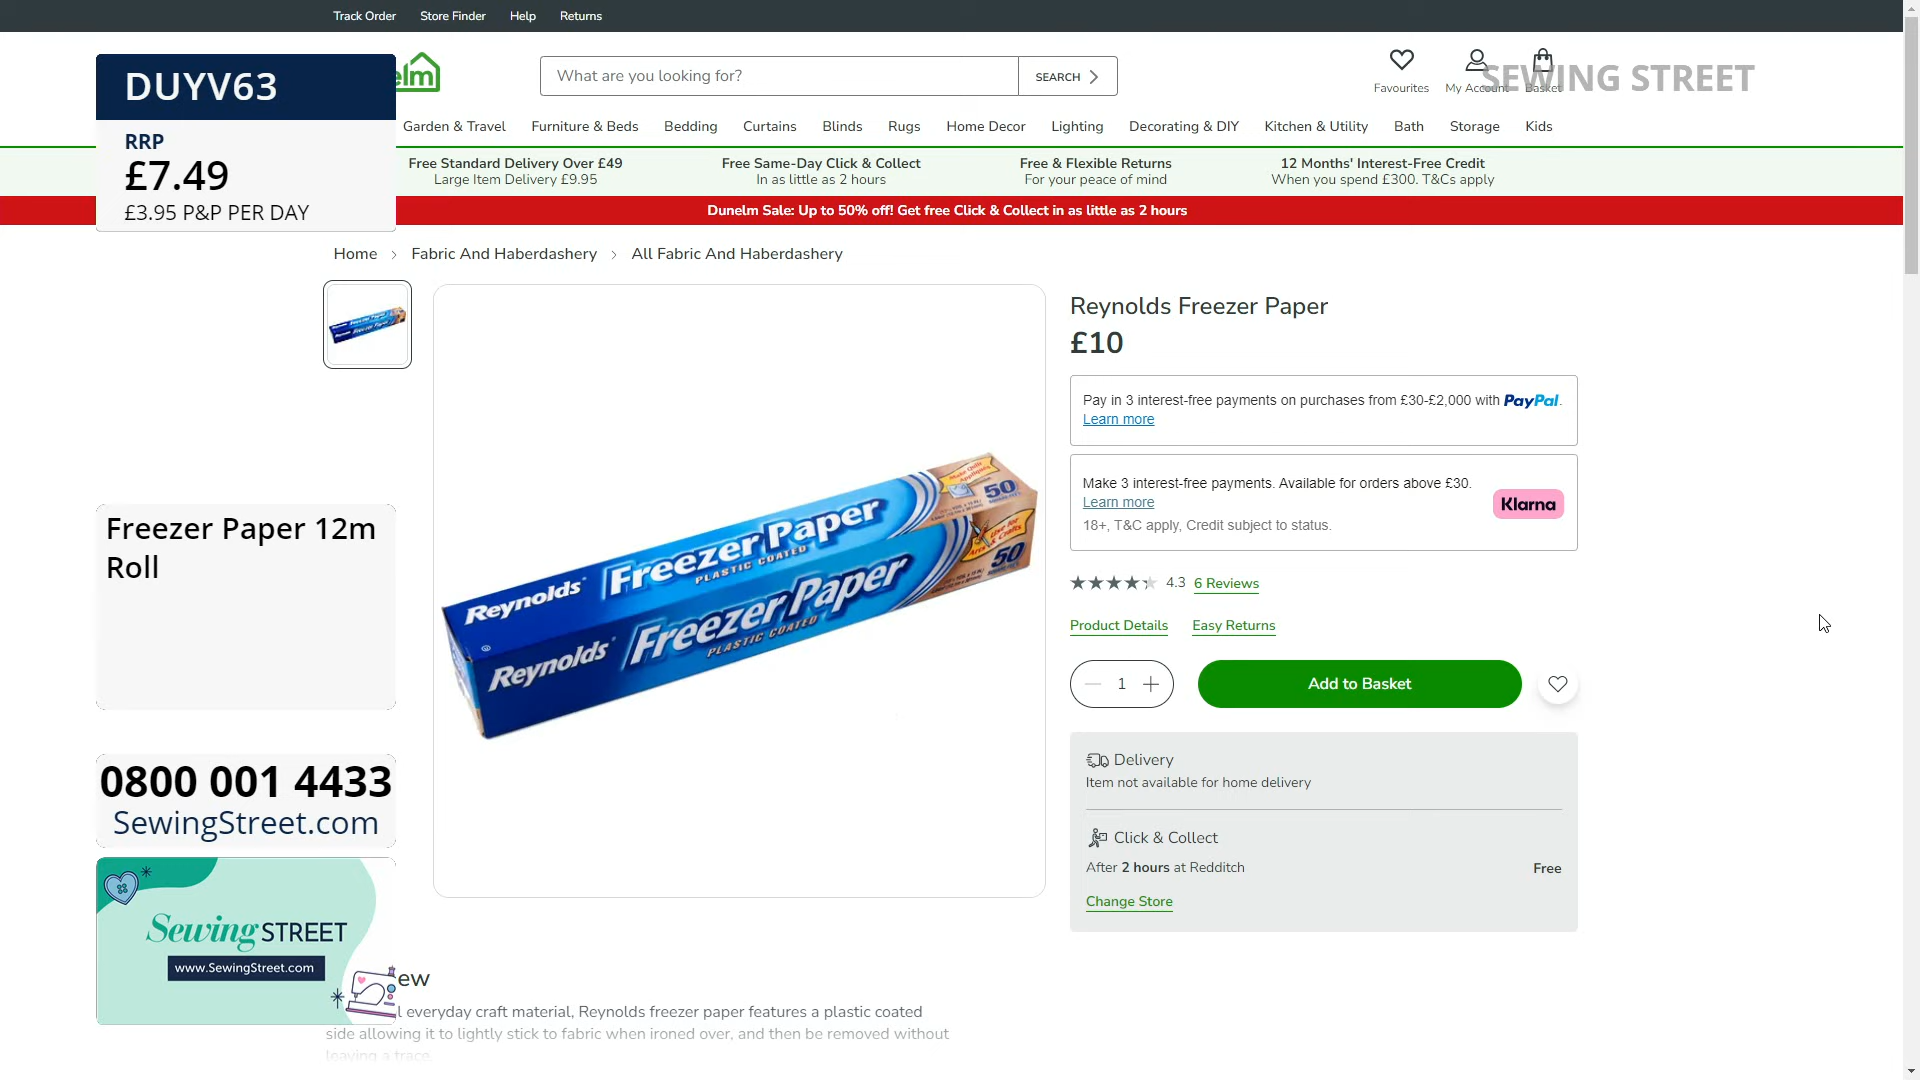 Track Order Store Finder Help Returns
DUYV63
RRP
£7.49
£3.95 P&P PER DAY
elm
What are you looking for?
SEARCH
Favourites My Account Basket
SEWING STREET
Garden & Travel Furniture & Beds Bedding Curtains Blinds Rugs Home Decor Lighting Decorating & DIY Kitchen & Utility Bath Storage Kids
Free Standard Delivery Over £49 Free Same-Day Click & Collect Free & Flexible Returns 12 Months' Interest-Free Credit
Large Item Delivery £9.95 In as little as 2 hours For your peace of mind When you spend £300. T&Cs apply
Dunelm Sale: Up to 50% off! Get free Click & Collect in as little as 2 hours
Home > Fabric And Haberdashery > All Fabric And Haberdashery
Reynolds Freezer Paper
PLASTIC COATED
50
Reynolds Freezer Paper
PLASTIC COATED
Use for
Arts & Crafts
50
Reynolds Freezer Paper
£10
Pay in 3 interest-free payments on purchases from £30-£2,000 with PayPal.
Learn more
Make 3 interest-free payments. Available for orders above £30.
Learn more
18+, T&C apply, Credit subject to status.
Klarna
4.3 6 Reviews
Product Details Easy Returns
1
Add to Basket
Delivery
Item not available for home delivery
Click & Collect
After 2 hours at Redditch Free
Change Store
Freezer Paper 12m
Roll
0800 001 4433
SewingStreet.com
Sewing STREET
www.SewingStreet.com
ew
l everyday craft material, Reynolds freezer paper features a plastic coated
side allowing it to lightly stick to fabric when ironed over, and then be removed without
leaving a trace.